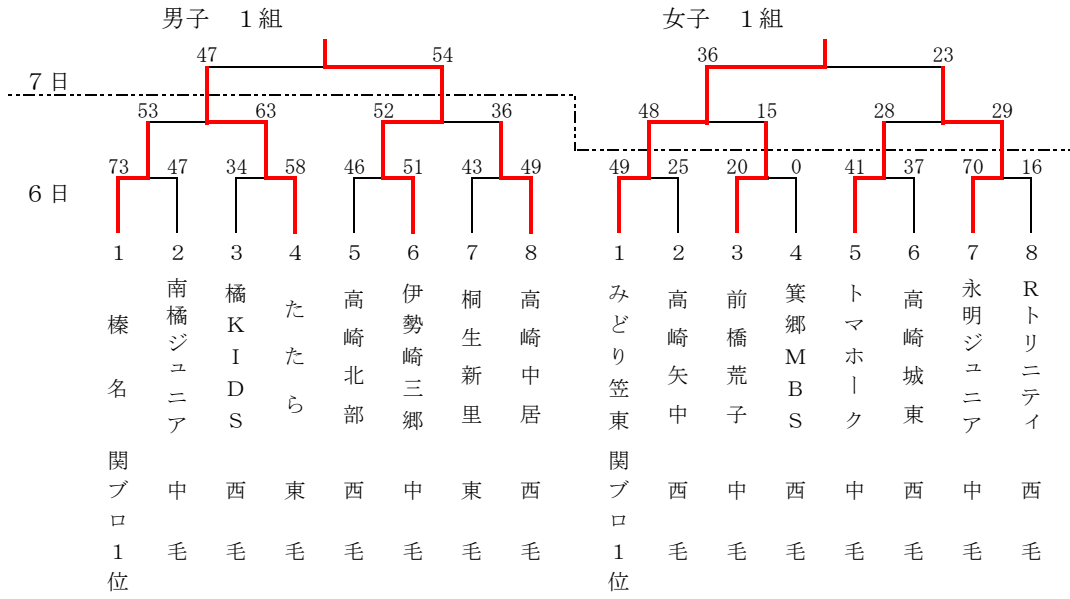 男子 1組
女子 1組
47 54
36 23
7日
53 63 52 36
48 15 28 29
73 47 34 58 46 51 43 49
49 25 20 0 41 37 70 16
6日
1 2 3 4 5 6 7 8
1 2 3 4 5 6 7 8
榛名
南橘ジュニア
橘KIDS
たたら
高崎北部
伊勢崎三郷
桐生新里
高崎中居
みどり笠東
高崎矢中
前橋荒子
箕郷MBS
トマホーク
高崎城東
永明ジュニア
Rトリニティ
関ブロ1位
中毛
西毛
東毛
西毛
中毛
東毛
西毛
関ブロ1位
西毛
中毛
西毛
中毛
西毛
中毛
西毛